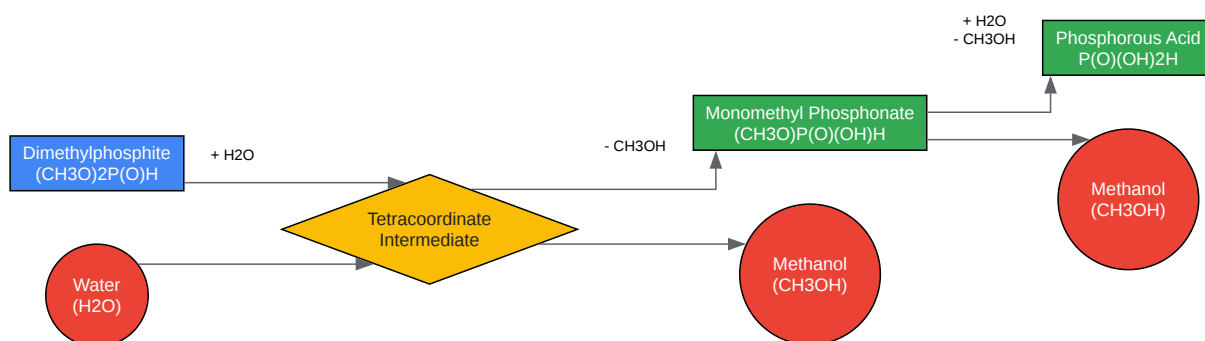 + H2O
- CH3OH
Phosphorous Acid
P(O)(OH)2H
Monomethyl Phosphonate
(CH3O)P(O)(OH)H
Dimethylphosphite
(CH3O)2P(O)H
+ H2O
- CH3OH
Methanol
(CH3OH)
Tetracoordinate
Intermediate
Methanol
(CH3OH)
Water
(H2O)